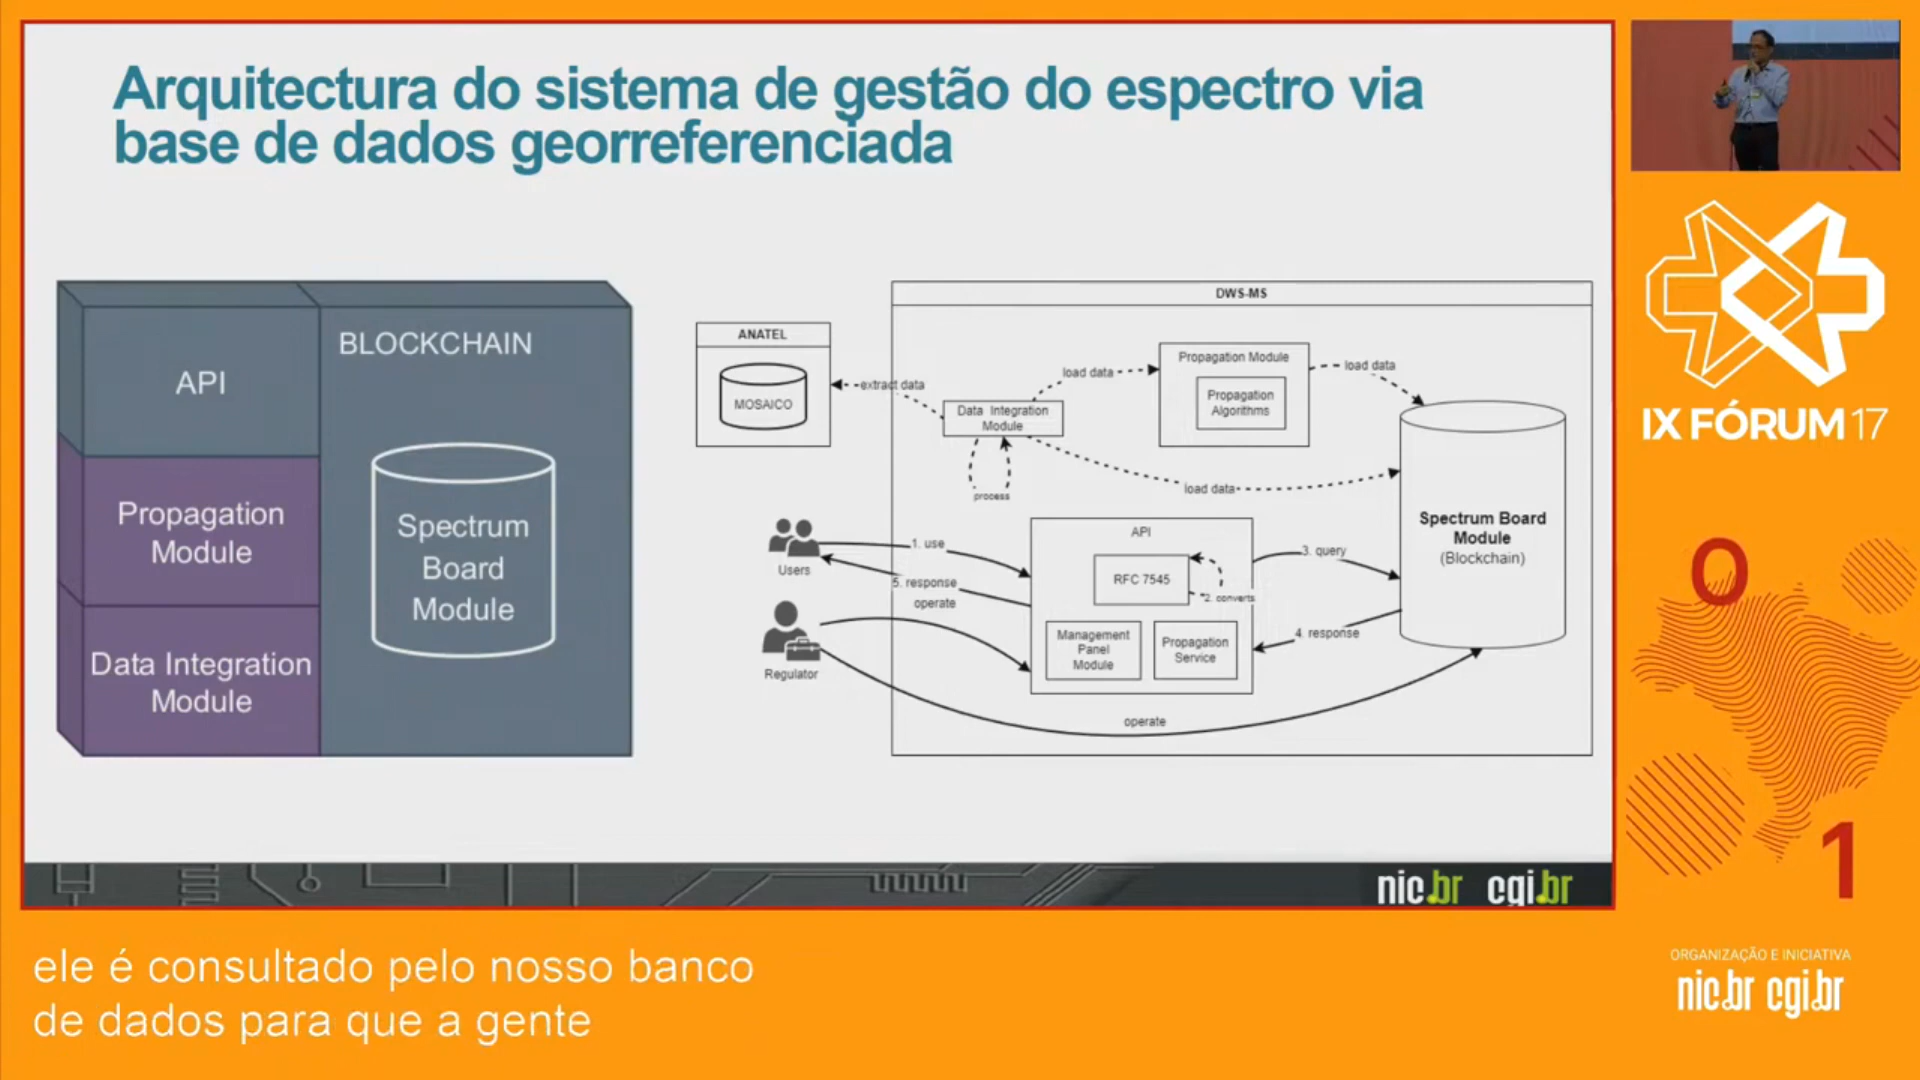 Arquitectura do sistema de gestão do espectro via
base de dados georreferenciada
API
BLOCKCHAIN
Propagation
Module
Data Integration
Module
Spectrum
Board
Module
DWS-MS
ANATEL
MOSAICO
extract data
Data Integration
Module
process
load data
Propagation Module
Propagation
Algorithms
load data
load data
Spectrum Board
Module
(Blockchain)
Users
1. use
5. response
operate
Regulator
API
RFC 7545
2. converts
Management
Panel
Module
Propagation
Service
3. query
4. response
operate
nic.br cgi.br
IX FÓRUM 17
0
1
ORGANIZAÇÃO E INICIATIVA
nic.br cgi.br
ele é consultado pelo nosso banco
de dados para que a gente